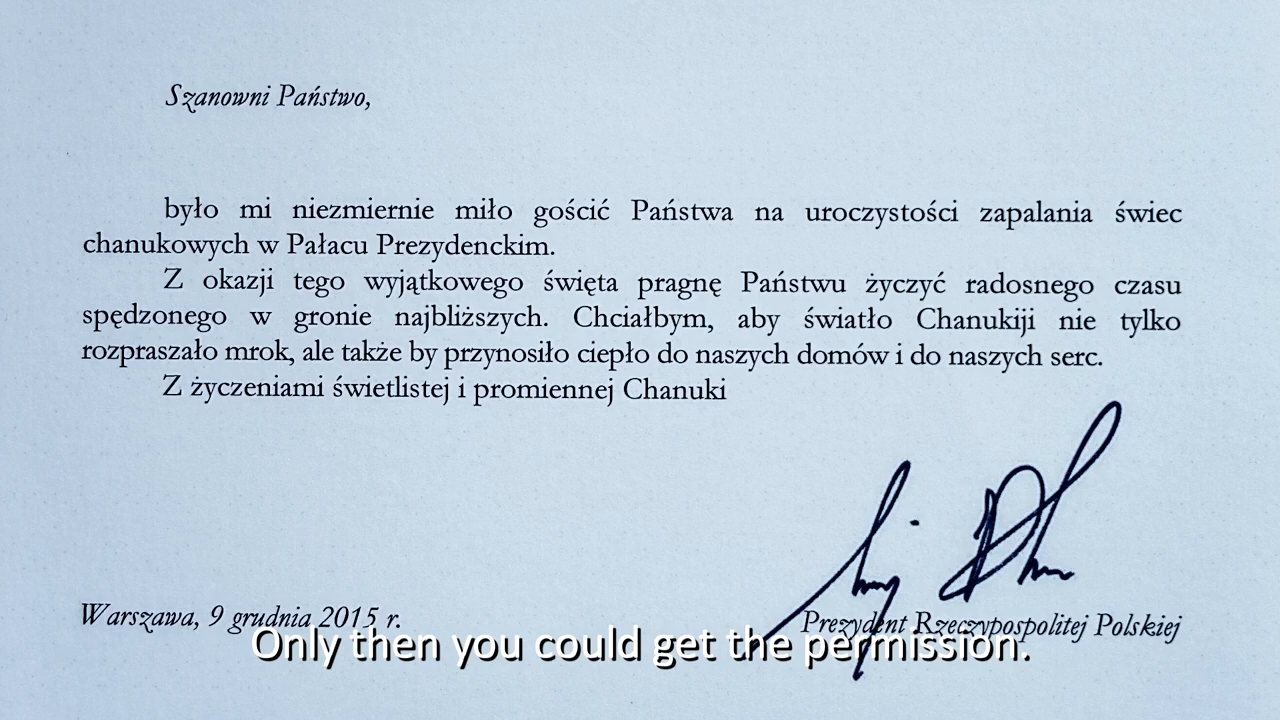 Szanowni Państwo,
było mi niezmiernie miło gościć Państwa na uroczystości zapalania świec
chanukowych w Pałacu Prezydenckim.
Z okazji tego wyjątkowego święta pragnę Państwu życzyć radosnego czasu
spędzonego w gronie najbliższych. Chciałbym, aby światło Chanukiji nie tylko
rozpraszało mrok, ale także by przynosiło ciepło do naszych domów i do naszych serc.
Z życzeniami świetlistej i promiennej Chanuki
Warszawa, 9 grudnia 2015 r.
Prezydent Rzeczypospolitej Polskiej
Only then you could get the permission.